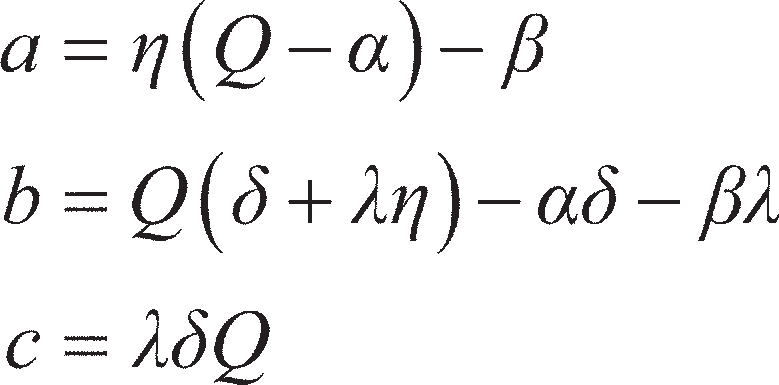 a = η(Q − α) − β
b = Q(δ + λη) − αδ − βλ
c = λδQ